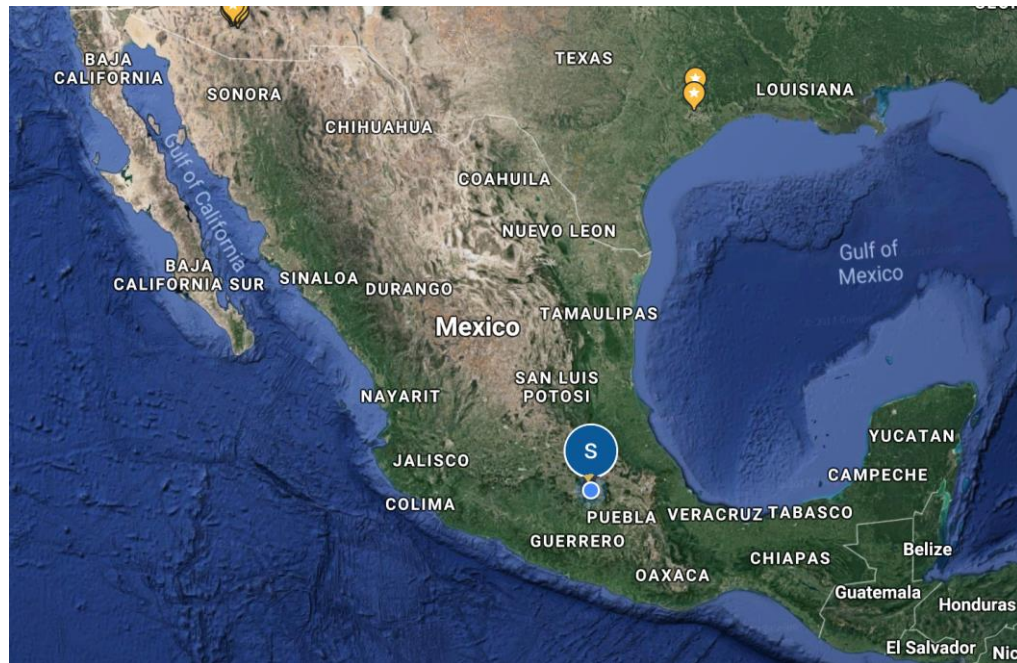 BAJA
CALIFORNIA
SONORA
TEXAS
LOUISIANA
CHIHUAHUA
COAHUILA
Gulf of California
NUEVO LEON
Gulf of
Mexico
BAJA
CALIFORNIA SUR
SINALOA
DURANGO
TAMAULIPAS
Mexico
SAN LUIS
POTOSI
NAYARIT
YUCATAN
S
JALISCO
CAMPECHE
COLIMA
PUEBLA
VERACRUZ
TABASCO
GUERRERO
Belize
CHIAPAS
OAXACA
Guatemala
Honduras
El Salvador
Nic